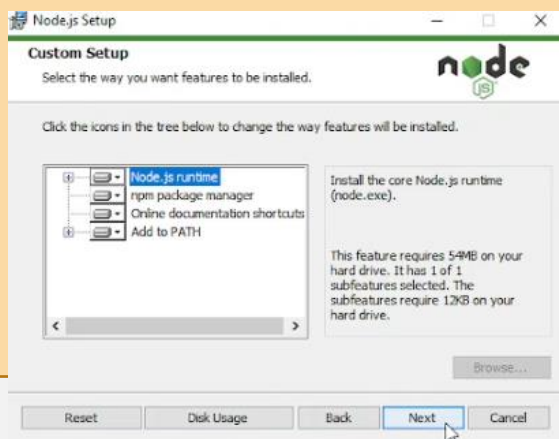 Node.js Setup
Custom Setup
Select the way you want features to be installed.
node
JS
Click the icons in the tree below to change the way features will be installed.
Node.js runtime
npm package manager
Online documentation shortcuts
Add to PATH
Install the core Node.js runtime
(node.exe).
This feature requires 54MB on your
hard drive. It has 1 of 1
subfeatures selected. The
subfeatures require 12KB on your
hard drive.
Browse...
Reset Disk Usage Back Next Cancel